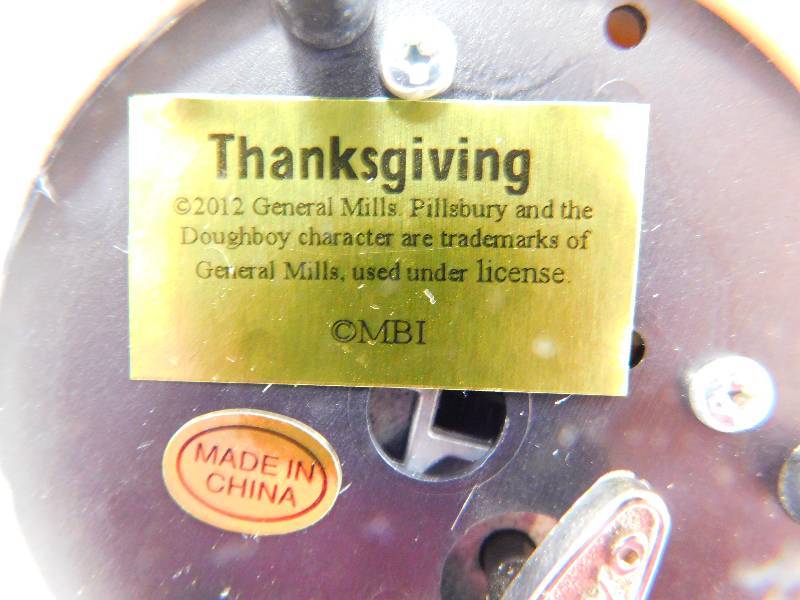 Thanksgiving
©2012 General Mills. Pillsbury and the
Doughboy character are trademarks of
General Mills, used under license.
©MBI
MADE IN
CHINA